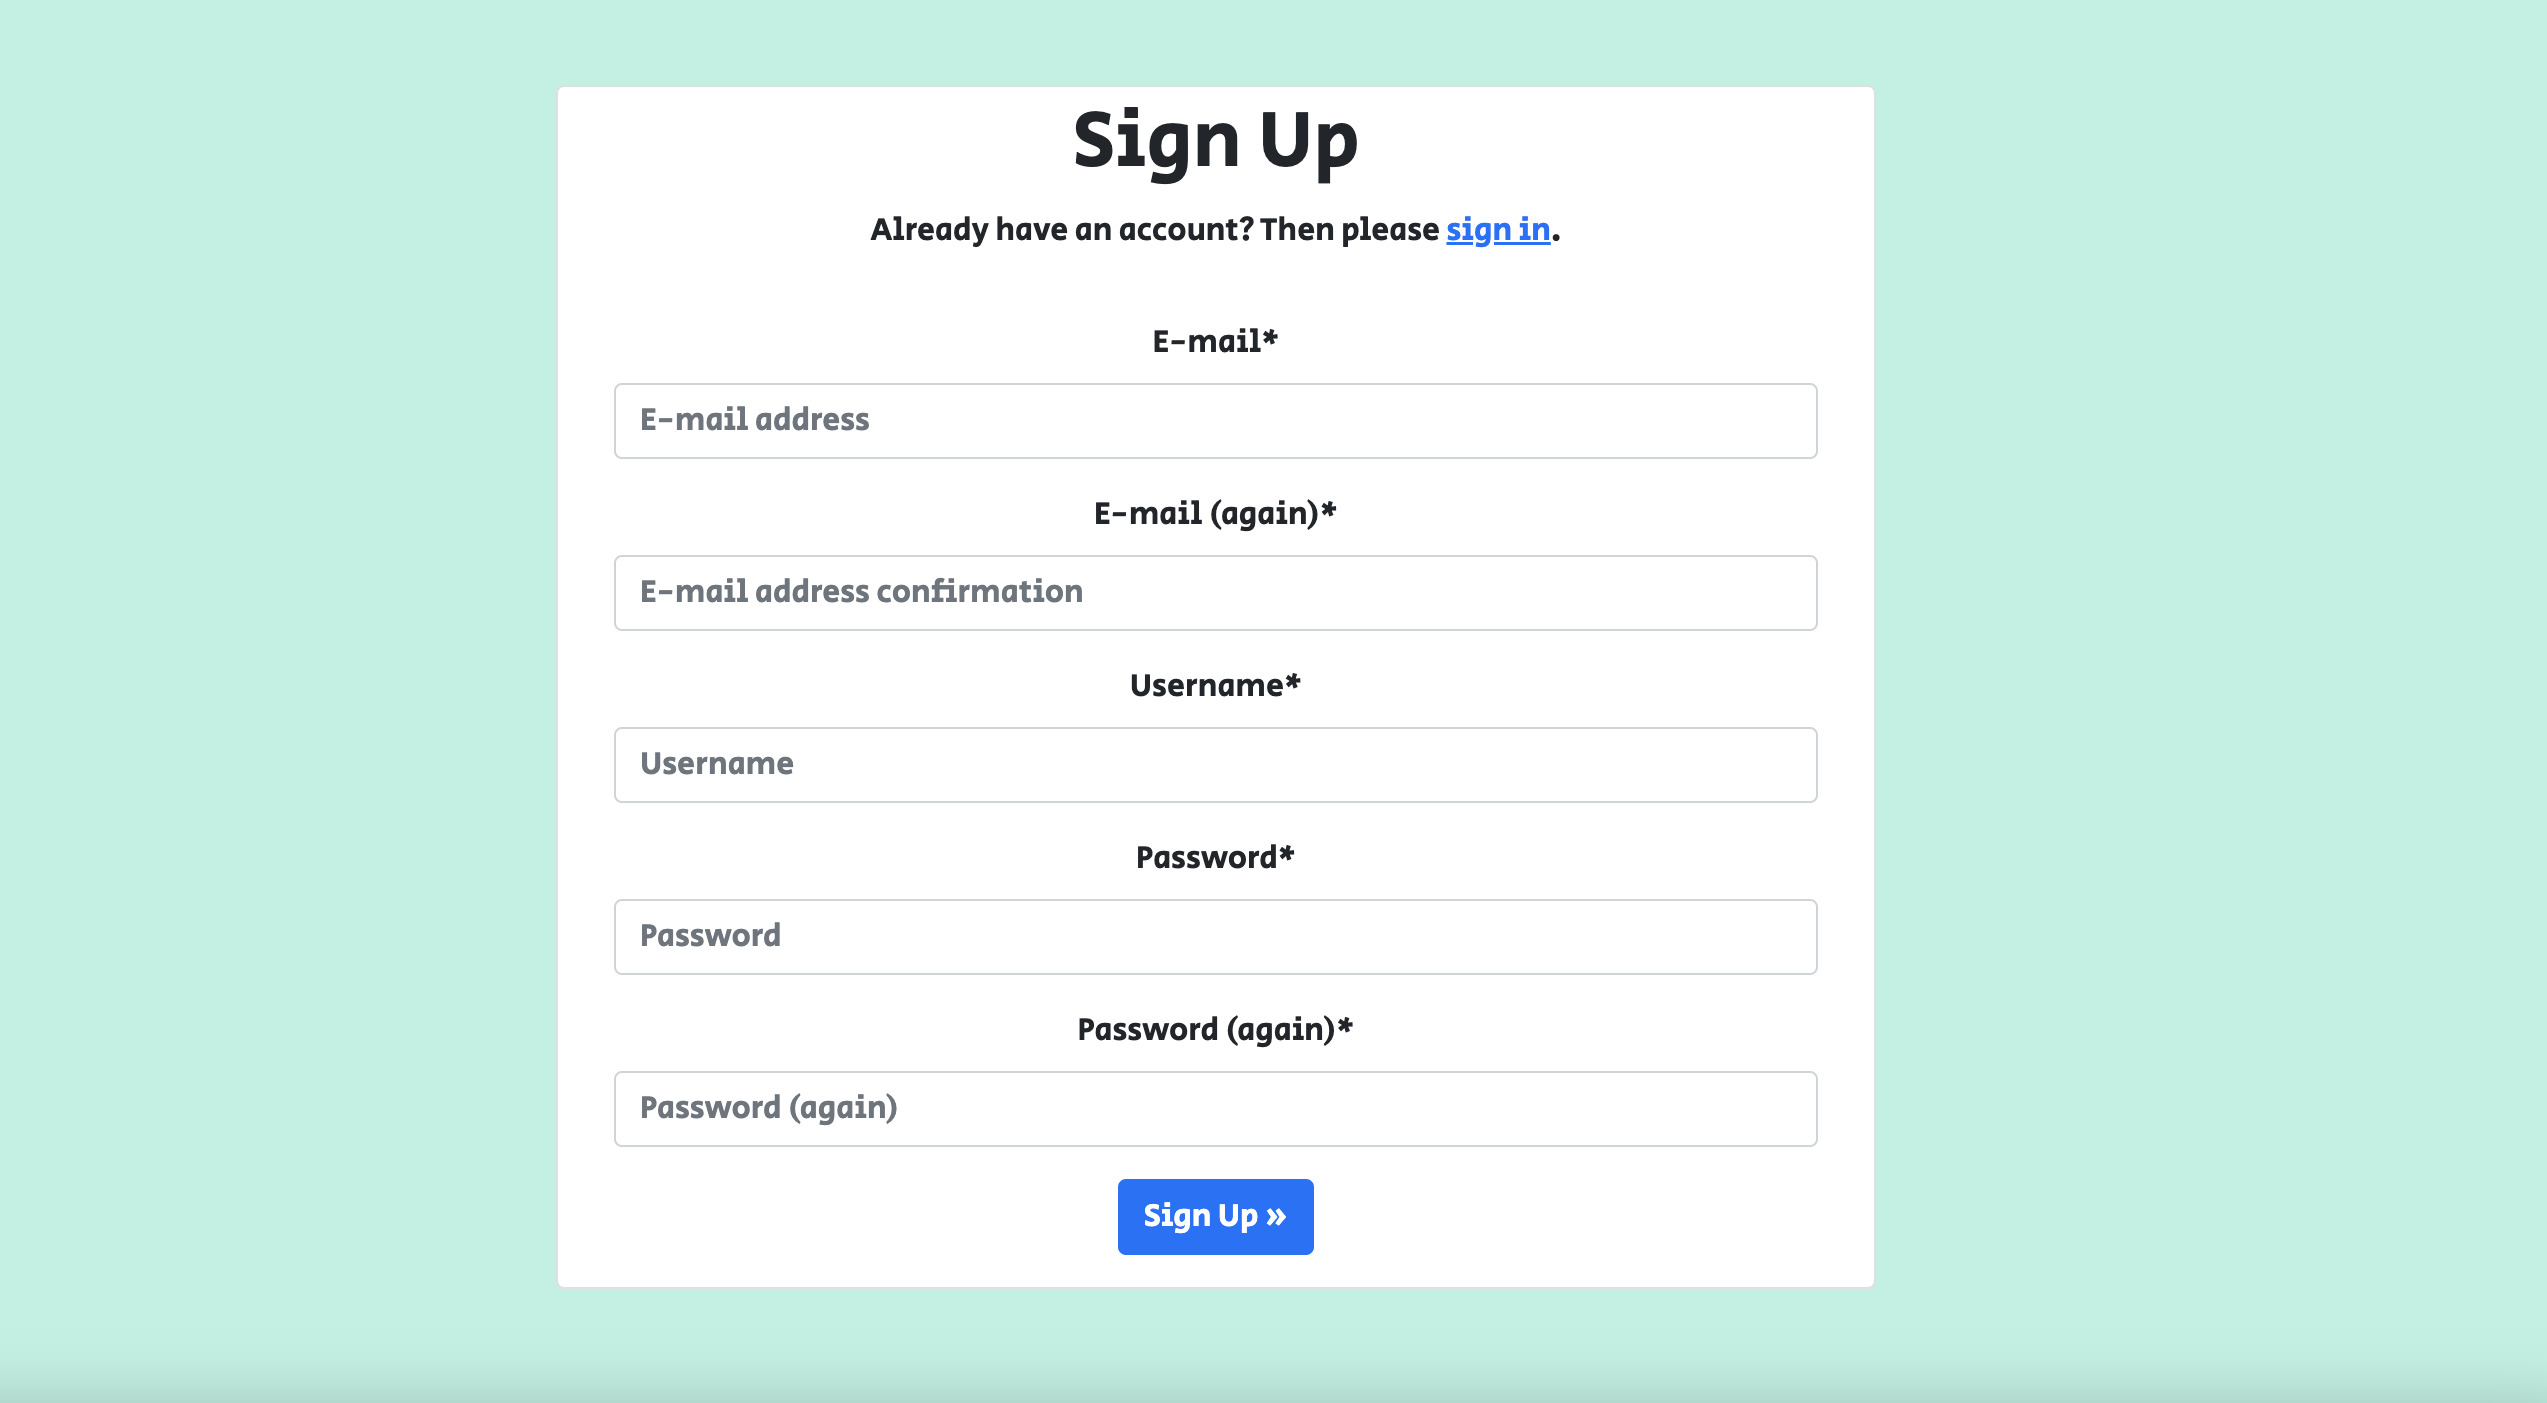 Sign Up
Already have an account? Then please sign in.
E-mail*
E-mail address
E-mail (again)*
E-mail address confirmation
Username*
Username
Password*
Password
Password (again)*
Password (again)
Sign Up »